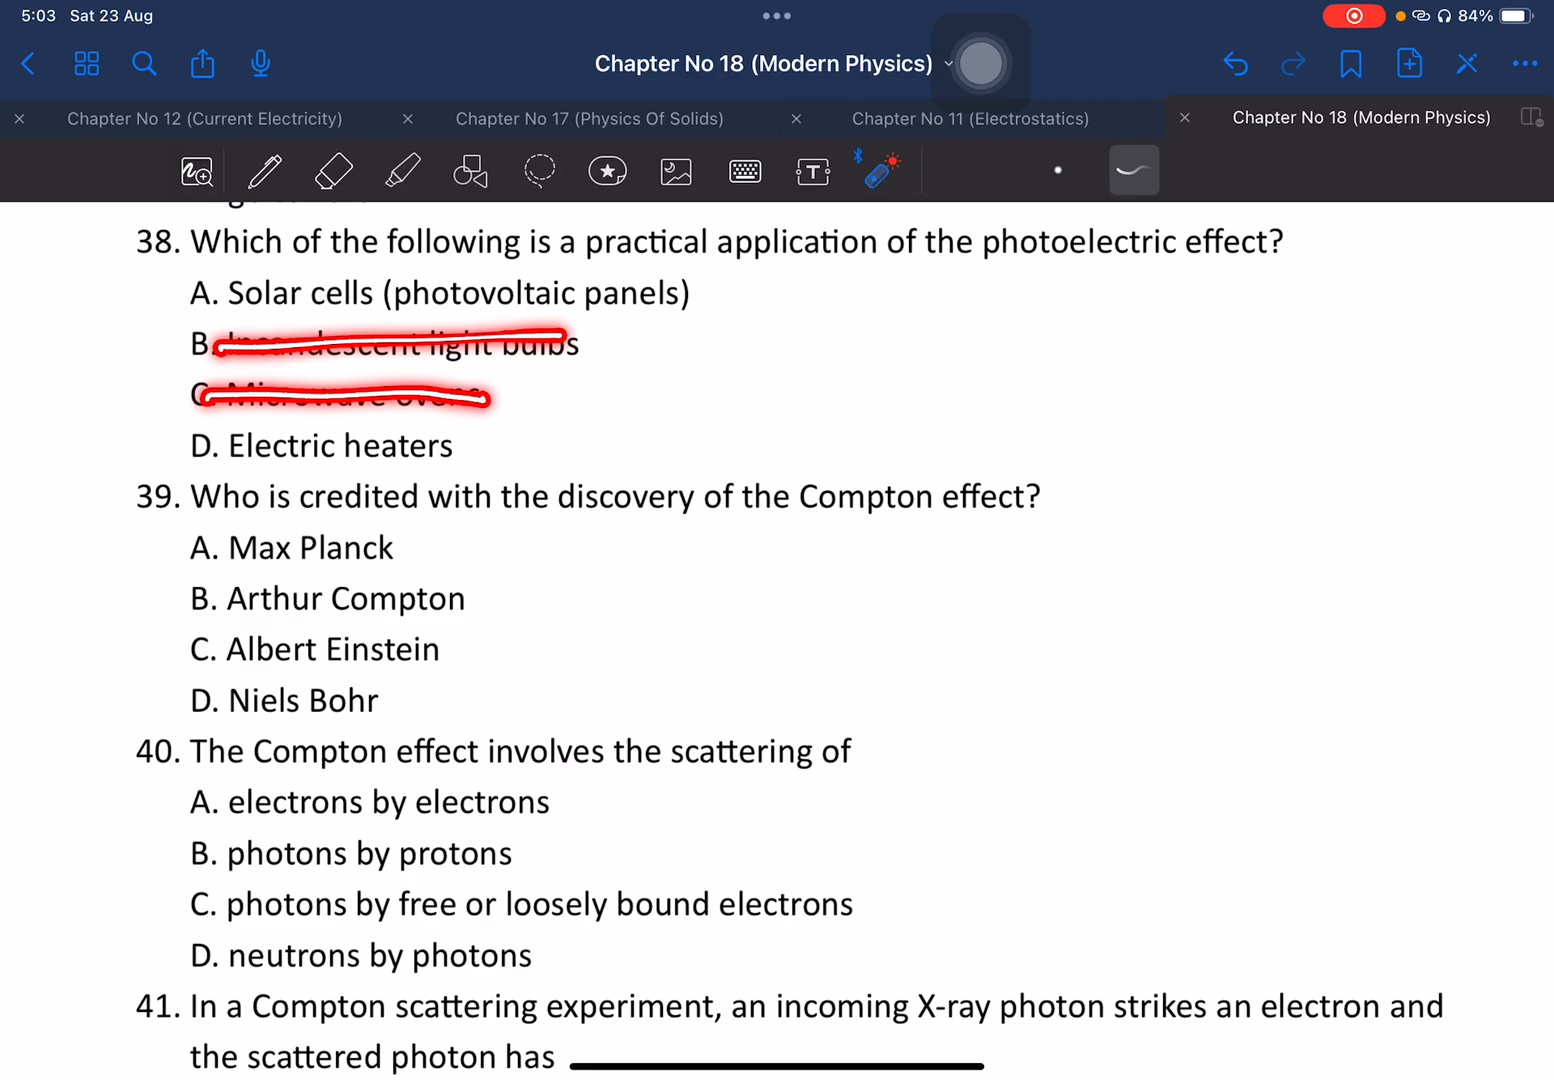 5:03 Sat 23 Aug
84%
Chapter No 18 (Modern Physics)
Chapter No 12 (Current Electricity)
Chapter No 17 (Physics Of Solids)
Chapter No 11 (Electrostatics)
Chapter No 18 (Modern Physics)
38. Which of the following is a practical application of the photoelectric effect?
A. Solar cells (photovoltaic panels)
B. Incandescent light bulbs
C. Microwave ovens
D. Electric heaters
39. Who is credited with the discovery of the Compton effect?
A. Max Planck
B. Arthur Compton
C. Albert Einstein
D. Niels Bohr
40. The Compton effect involves the scattering of
A. electrons by electrons
B. photons by protons
C. photons by free or loosely bound electrons
D. neutrons by photons
41. In a Compton scattering experiment, an incoming X-ray photon strikes an electron and
the scattered photon has